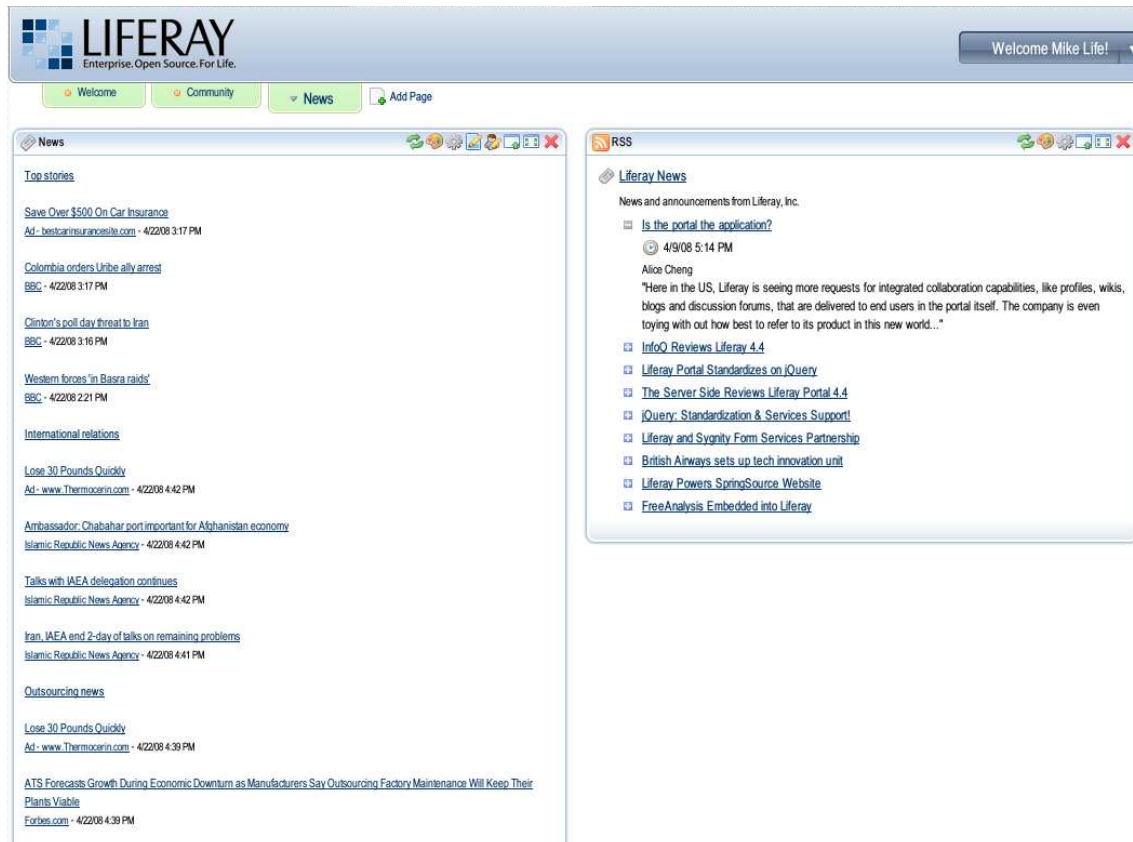 LIFERAY
Enterprise. Open Source. For Life.
Welcome Mike Life!
Welcome
Community
News
Add Page
News
Top stories
Save Over $500 On Car Insurance
Ad - bestcarinsurancesite.com - 4/22/08 3:17 PM
Colombia orders Uribe ally arrest
BBC - 4/22/08 3:17 PM
Clinton's poll day threat to Iran
BBC - 4/22/08 3:16 PM
Western forces 'in Basra raids'
BBC - 4/22/08 2:21 PM
International relations
Lose 30 Pounds Quickly
Ad - www.Thermocerin.com - 4/22/08 4:42 PM
Ambassador: Chabahar port important for Afghanistan economy
Islamic Republic News Agency - 4/22/08 4:42 PM
Talks with IAEA delegation continues
Islamic Republic News Agency - 4/22/08 4:42 PM
Iran, IAEA end 2-day of talks on remaining problems
Islamic Republic News Agency - 4/22/08 4:41 PM
Outsourcing news
Lose 30 Pounds Quickly
Ad - www.Thermocerin.com - 4/22/08 4:39 PM
ATS Forecasts Growth During Economic Downturn as Manufacturers Say Outsourcing Factory Maintenance Will Keep Their
Plants Viable
Forbes.com - 4/22/08 4:39 PM
RSS
Liferay News
News and announcements from Liferay, Inc.
Is the portal the application?
4/9/08 5:14 PM
Alice Cheng
"Here in the US, Liferay is seeing more requests for integrated collaboration capabilities, like profiles, wikis,
blogs and discussion forums, that are delivered to end users in the portal itself. The company is even
toying with out how best to refer to its product in this new world..."
InfoQ Reviews Liferay 4.4
Liferay Portal Standardizes on jQuery
The Server Side Reviews Liferay Portal 4.4
jQuery: Standardization & Services Support!
Liferay and Sygnity Form Services Partnership
British Airways sets up tech innovation unit
Liferay Powers SpringSource Website
FreeAnalysis Embedded into Liferay